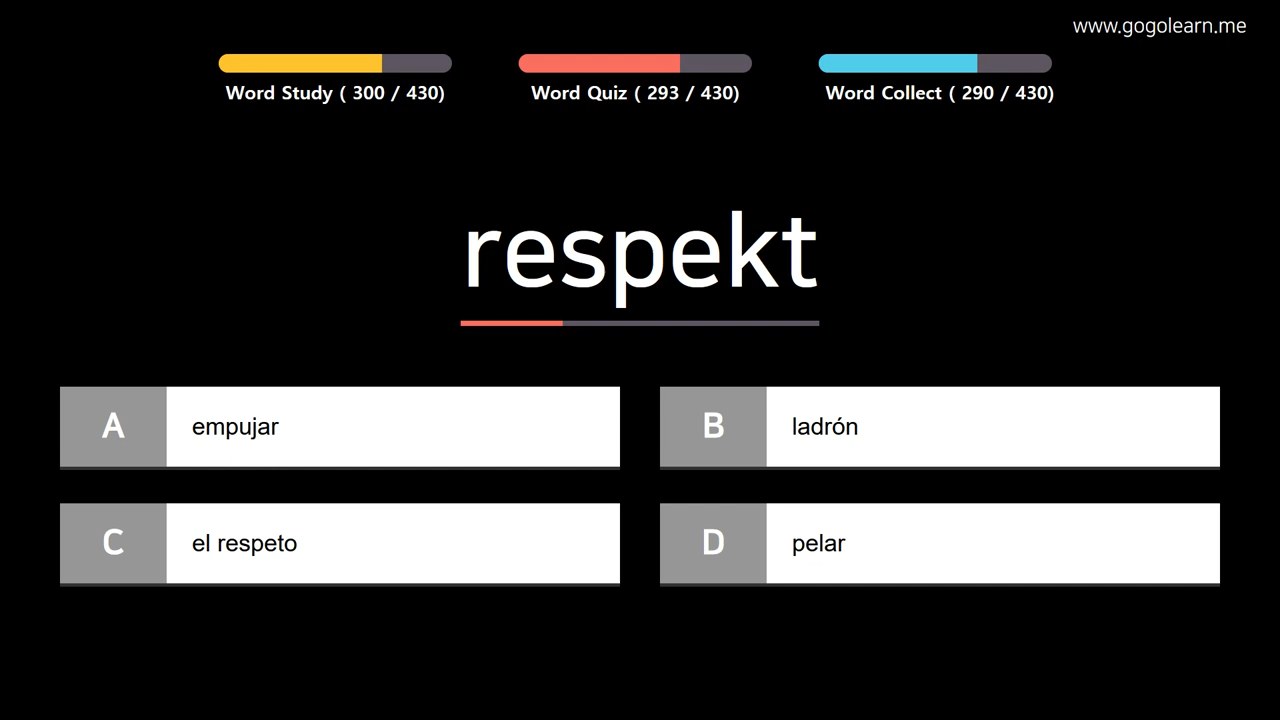 www.gogolearn.me
Word Study ( 300 / 430)
Word Quiz ( 293 / 430)
Word Collect ( 290 / 430)
respekt
A empujar
B ladrón
C el respeto
D pelar